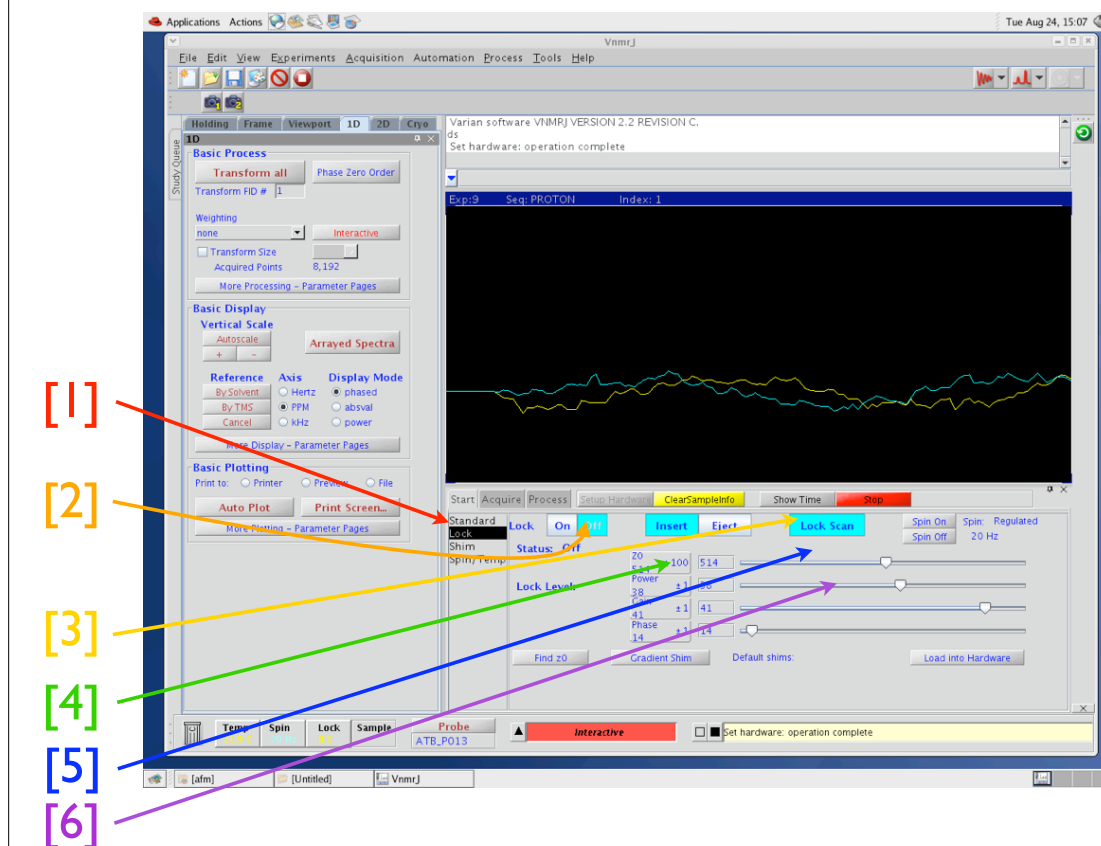 Applications Actions
Tue Aug 24, 15:07
VnmrJ
File Edit View Experiments Acquisition Automation Process Tools Help
Study Queue
Holding Frame Viewport 1D 2D Cryo
1D
Basic Process
Transform all Phase Zero Order
Transform FID # 1
Weighting
none Interactive
Transform Size
Acquired Points 8,192
More Processing – Parameter Pages
Basic Display
Vertical Scale
Autoscale
+ -
Arrayed Spectra
Reference Axis Display Mode
By Solvent Hertz phased
By TMS PPM absval
Cancel kHz power
More Display – Parameter Pages
Basic Plotting
Print to: Printer Preview File
Auto Plot Print Screen...
More Plotting – Parameter Pages
Varian software VNMRJ VERSION 2.2 REVISION C.
ds
Set hardware: operation complete
Exp:9 Seq: PROTON Index: 1
Start Acquire Process Setup Hardware ClearSampleInfo Show Time Stop
Standard
Lock
Shim
Spin/Temp
Lock On Off Insert Eject Lock Scan Spin On Spin: Regulated
Spin Off 20 Hz
Status: Off
Z0
514 100 514
Lock Level:
Power
38 ±1
Gain
41 ±1 41
Phase
14 ±1 14
Find z0 Gradient Shim Default shims: Load into Hardware
Temp Spin Lock Sample
Probe
ATB_P013
Interactive
Set hardware: operation complete
[afm] [Untitled] VnmrJ
[1]
[2]
[3]
[4]
[5]
[6]